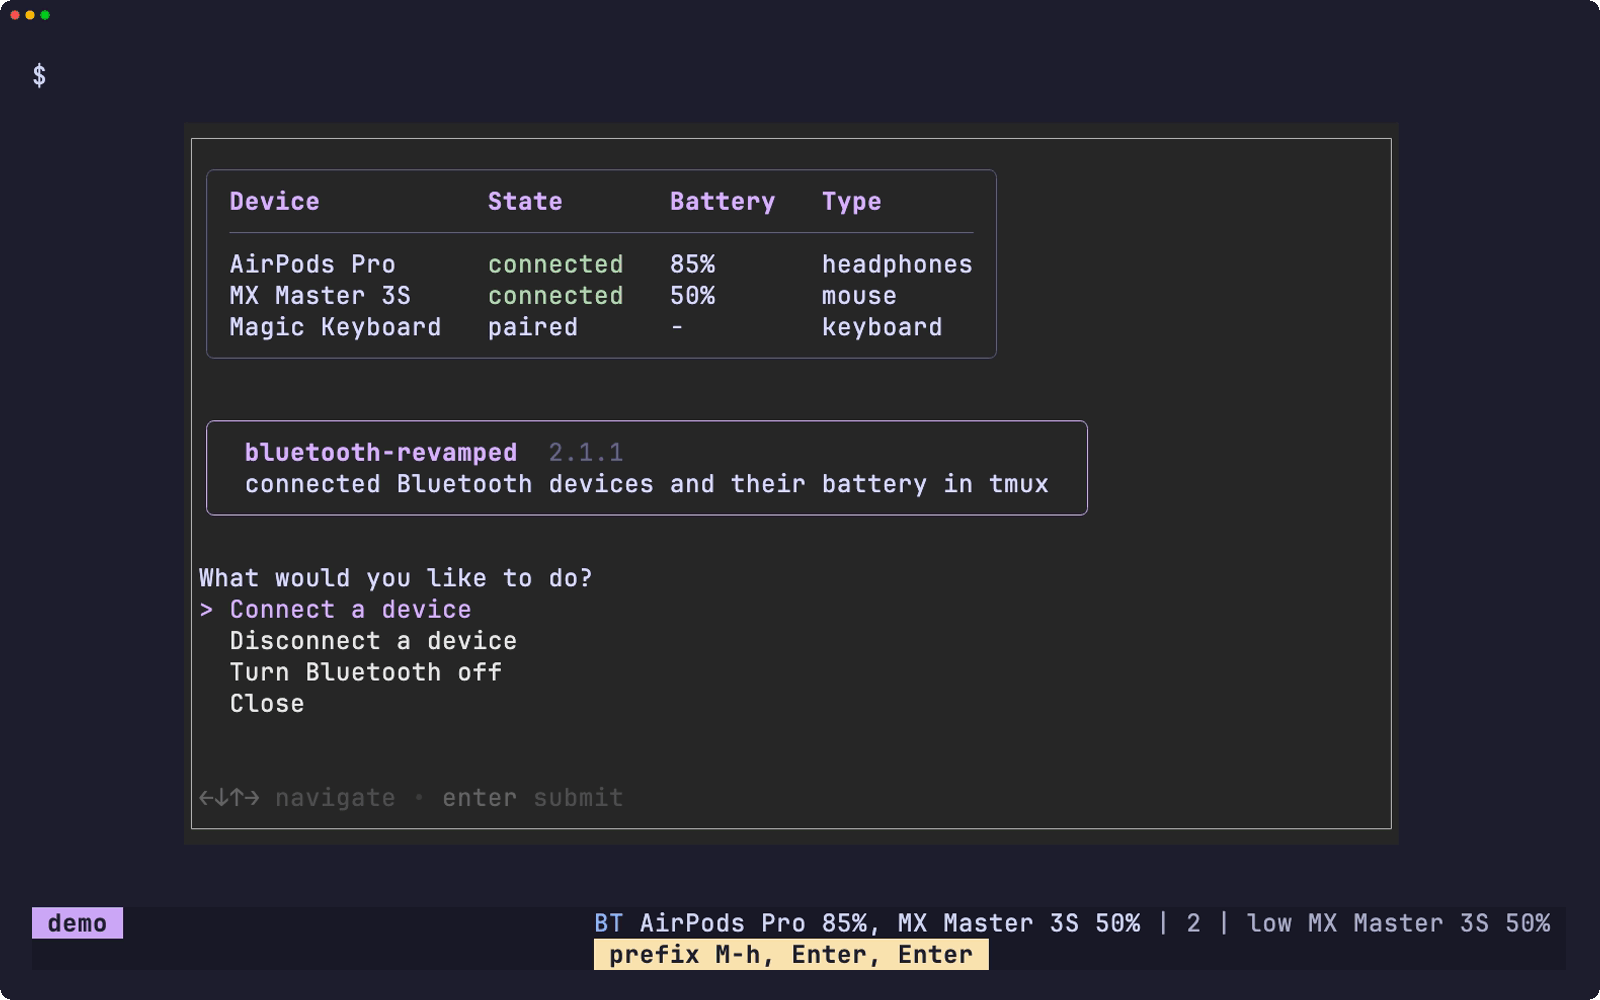 $
Device State Battery Type
AirPods Pro connected 85% headphones
MX Master 3S connected 50% mouse
Magic Keyboard paired - keyboard
bluetooth-revamped 2.1.1
connected Bluetooth devices and their battery in tmux
What would you like to do?
> Connect a device
Disconnect a device
Turn Bluetooth off
Close
←↓↑→ navigate · enter submit
demo BT AirPods Pro 85%, MX Master 3S 50% | 2 | low MX Master 3S 50%
prefix M-h, Enter, Enter